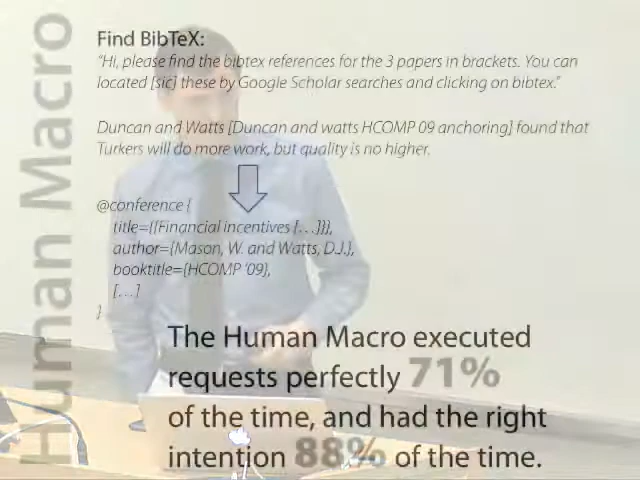 Human Macro
Find BibTeX:
"Hi, please find the bibtex references for the 3 papers in brackets. You can
located [sic] these by Google Scholar searches and clicking on bibtex."
Duncan and Watts [Duncan and watts HCOMP 09 anchoring] found that
Turkers will do more work, but quality is no higher.
@conference {
title={{Financial incentives [...]}},
author={Mason, W. and Watts, D.J.},
booktitle={HCOMP '09},
[...]
}
The Human Macro executed
requests perfectly 71%
of the time, and had the right
intention 88% of the time.